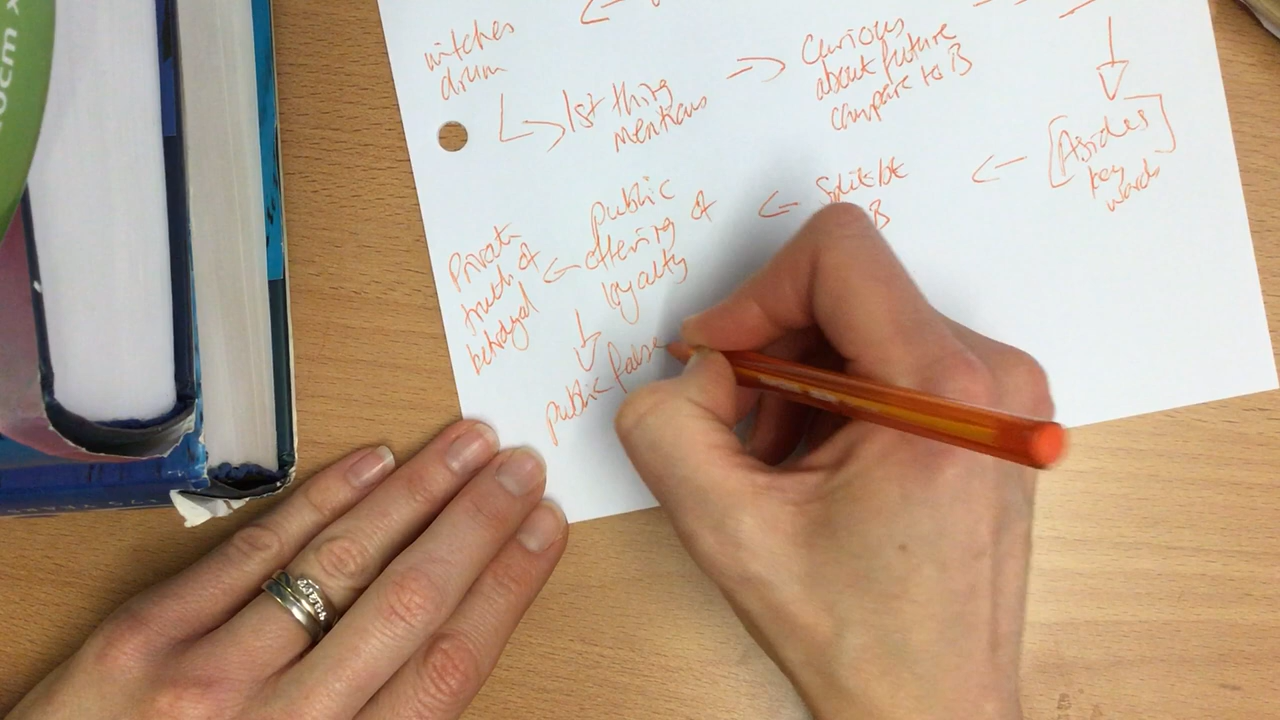 witches
drum
1st thing
mentions
Curious
about future
compare to B
[Asides]
key
words
B
public
offering of
loyalty
Private
truth of
betrayal
public false